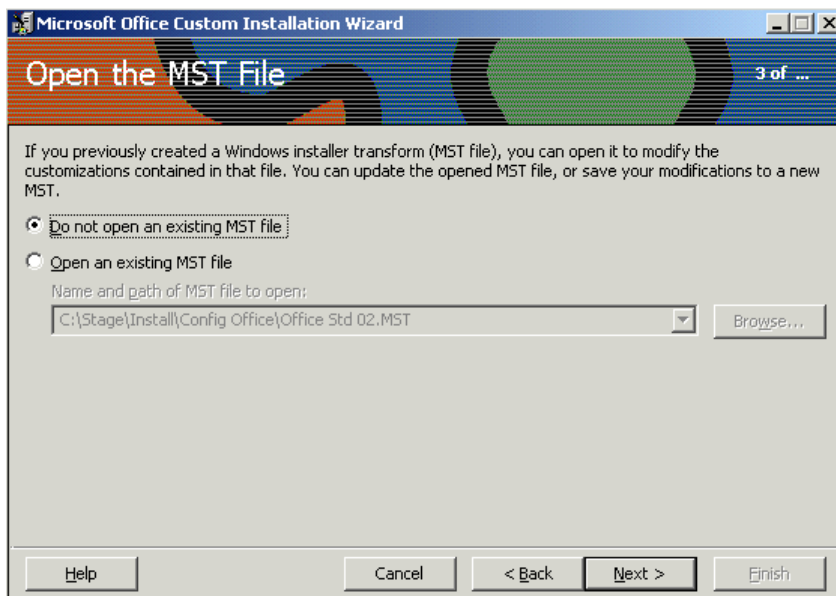 Microsoft Office Custom Installation Wizard
Open the MST File
3 of ...
If you previously created a Windows installer transform (MST file), you can open it to modify the
customizations contained in that file. You can update the opened MST file, or save your modifications to a new
MST.
Do not open an existing MST file
Open an existing MST file
Name and path of MST file to open:
C:\Stage\Install\Config Office\Office Std 02.MST
Browse...
Help
Cancel
< Back
Next >
Finish